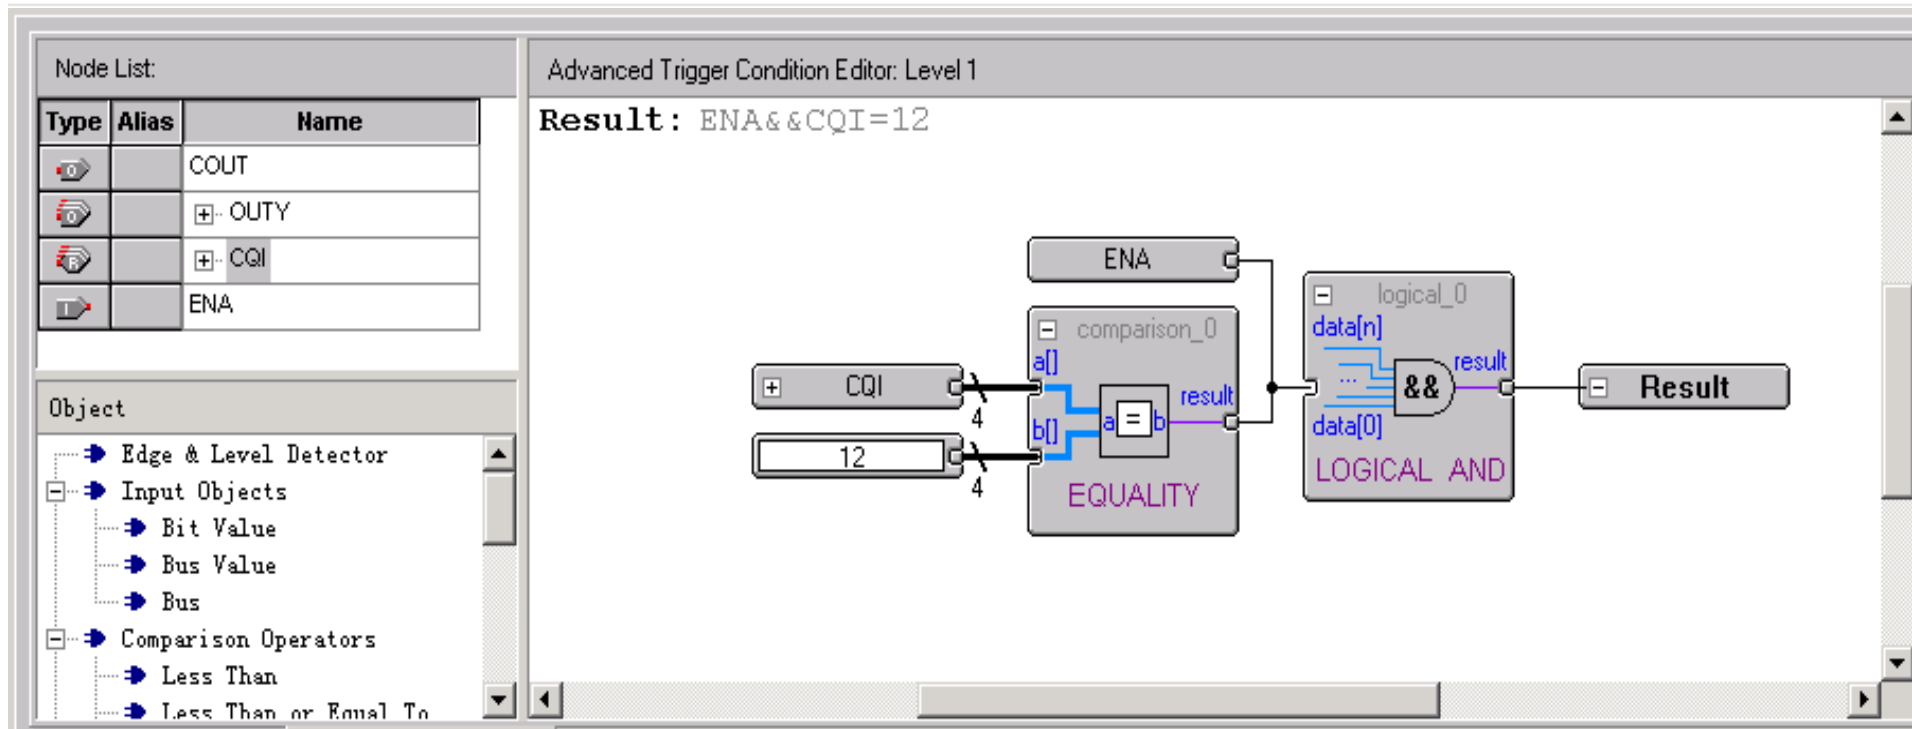 Node List:
Type Alias Name
COUT
OUTY
CQI
ENA
Object
Edge & Level Detector
Input Objects
Bit Value
Bus Value
Bus
Comparison Operators
Less Than
Less Than or Equal To
Advanced Trigger Condition Editor: Level 1
Result: ENA&&CQI=12
ENA
CQI
4
12
4
comparison_0
a[]
b[]
a = b
result
EQUALITY
logical_0
data[n]
...
&&
result
data[0]
LOGICAL AND
Result